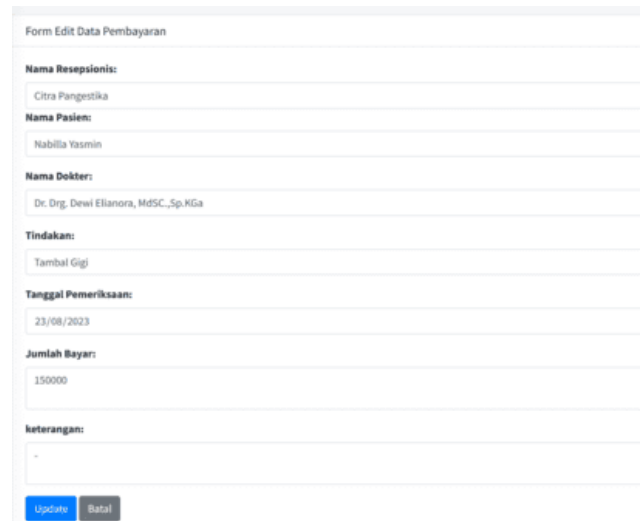 Form Edit Data Pembayaran
Nama Resepsionis:
Citra Pangestika
Nama Pasien:
Nabilla Yasmin
Nama Dokter:
Dr. Drg. Dewi Elianora, MdSC.,Sp.KGa
Tindakan:
Tambal Gigi
Tanggal Pemeriksaan:
23/08/2023
Jumlah Bayar:
150000
keterangan:
-
Update Batal